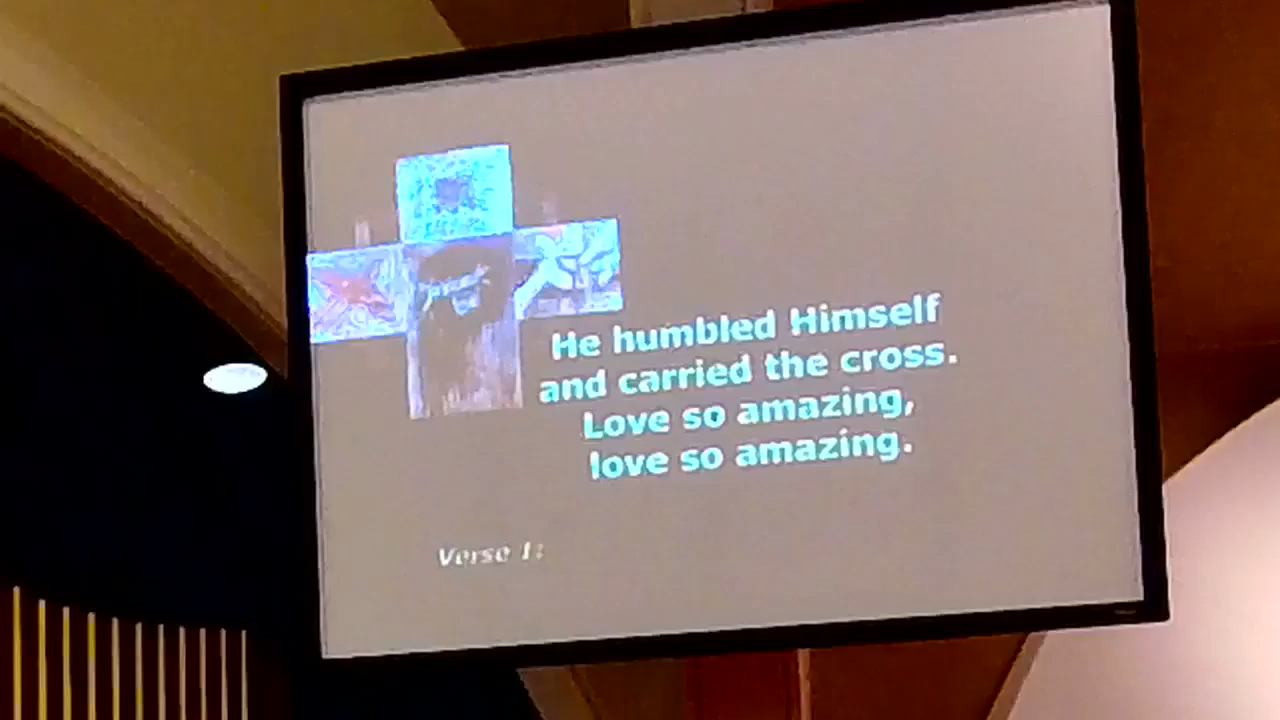 He humbled Himself
and carried the cross.
Love so amazing,
love so amazing.
Verse 1: